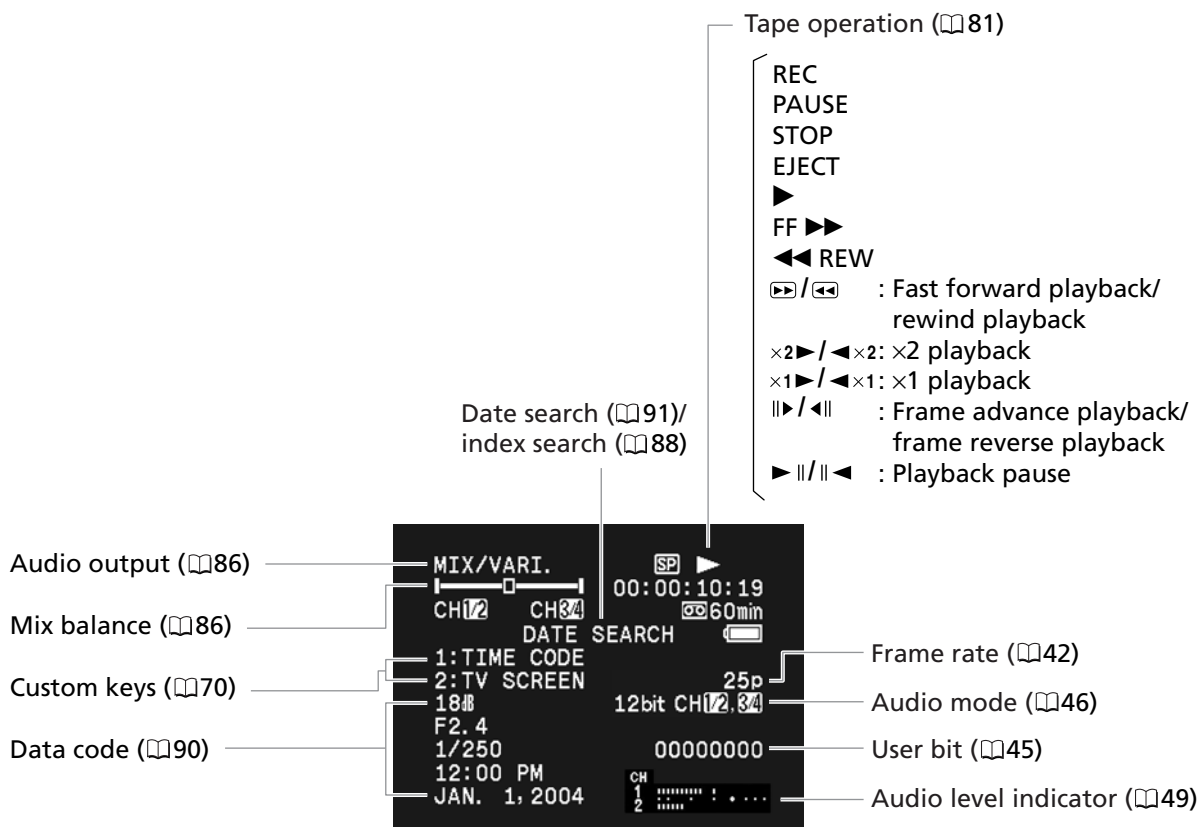 Tape operation (81)
REC
PAUSE
STOP
EJECT
▶
FF ▶▶
◀◀ REW
▶▶/◀◀ : Fast forward playback/
rewind playback
×2▶/◀×2: ×2 playback
×1▶/◀×1: ×1 playback
||▶/◀|| : Frame advance playback/
frame reverse playback
▶||/||◀ : Playback pause
Date search (91)/
index search (88)
Audio output (86)
Mix balance (86)
Custom keys (70)
Data code (90)
MIX/VARI.
SP ▶
00:00:10:19
CH1/2 CH3/4
60min
DATE SEARCH
1:TIME CODE
2:TV SCREEN
25p
18dB
12bit CH1/2,3/4
F2.4
1/250
00000000
12:00 PM
JAN. 1,2004
CH
1
2
Frame rate (42)
Audio mode (46)
User bit (45)
Audio level indicator (49)